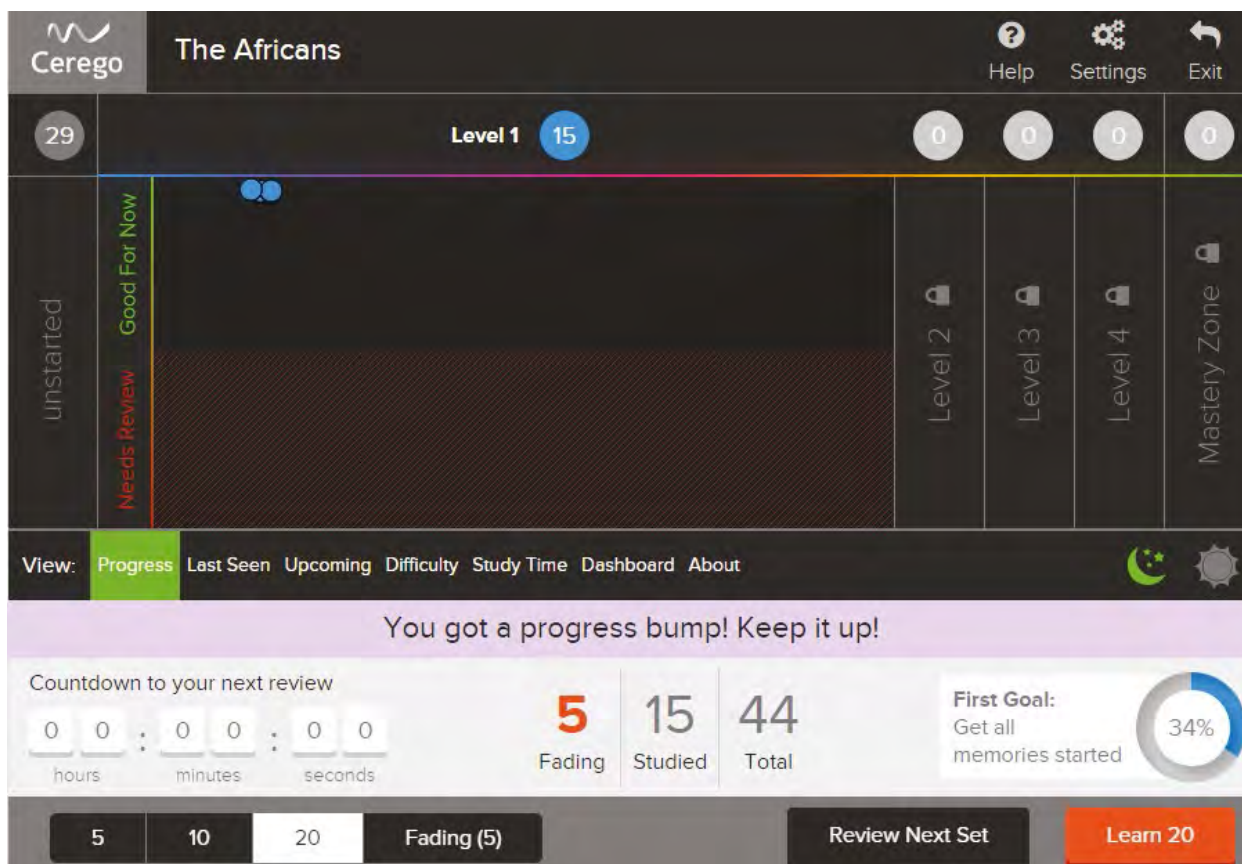 Cerego
The Africans
Help
Settings
Exit
29
Level 1
15
0
0
0
0
unstarted
Good For Now
Needs Review
Level 2
Level 3
Level 4
Mastery Zone
View:
Progress
Last Seen
Upcoming
Difficulty
Study Time
Dashboard
About
You got a progress bump! Keep it up!
Countdown to your next review
0 0 : 0 0 : 0 0
hours
minutes
seconds
5
Fading
15
Studied
44
Total
First Goal:
Get all
memories started
34%
5
10
20
Fading (5)
Review Next Set
Learn 20